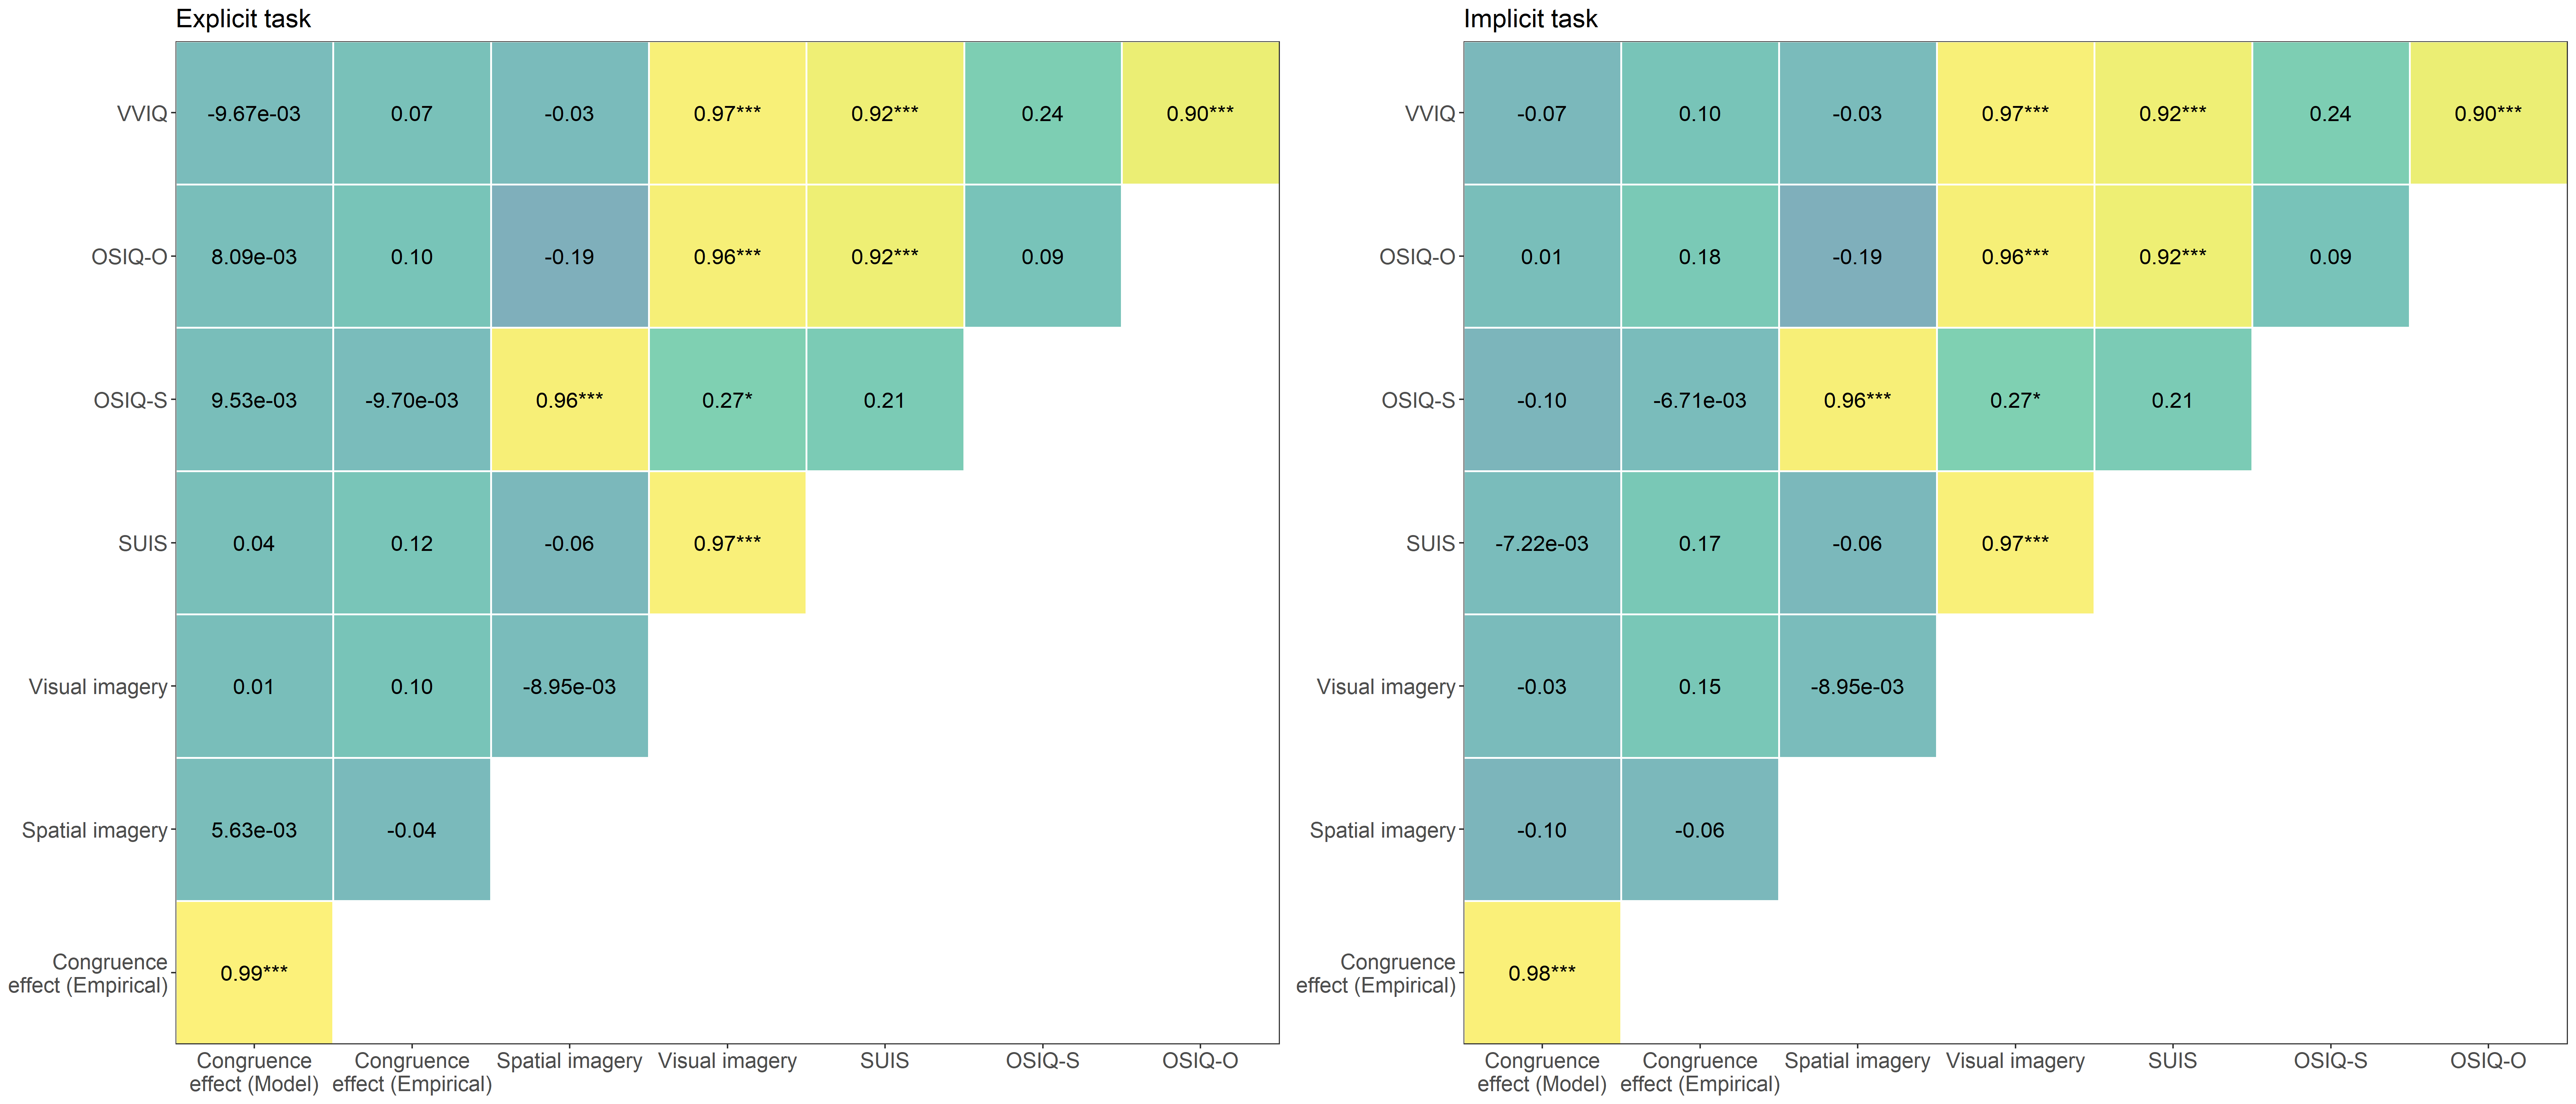 Explicit task
VVIQ -9.67e-03 0.07 -0.03 0.97*** 0.92*** 0.24 0.90***
OSIQ-O 8.09e-03 0.10 -0.19 0.96*** 0.92*** 0.09
OSIQ-S 9.53e-03 -9.70e-03 0.96*** 0.27* 0.21
SUIS 0.04 0.12 -0.06 0.97***
Visual imagery 0.01 0.10 -8.95e-03
Spatial imagery 5.63e-03 -0.04
Congruence
effect (Empirical) 0.99***
Congruence Congruence Spatial imagery Visual imagery SUIS OSIQ-S OSIQ-O
effect (Model) effect (Empirical)
Implicit task
VVIQ -0.07 0.10 -0.03 0.97*** 0.92*** 0.24 0.90***
OSIQ-O 0.01 0.18 -0.19 0.96*** 0.92*** 0.09
OSIQ-S -0.10 -6.71e-03 0.96*** 0.27* 0.21
SUIS -7.22e-03 0.17 -0.06 0.97***
Visual imagery -0.03 0.15 -8.95e-03
Spatial imagery -0.10 -0.06
Congruence
effect (Empirical) 0.98***
Congruence Congruence Spatial imagery Visual imagery SUIS OSIQ-S OSIQ-O
effect (Model) effect (Empirical)